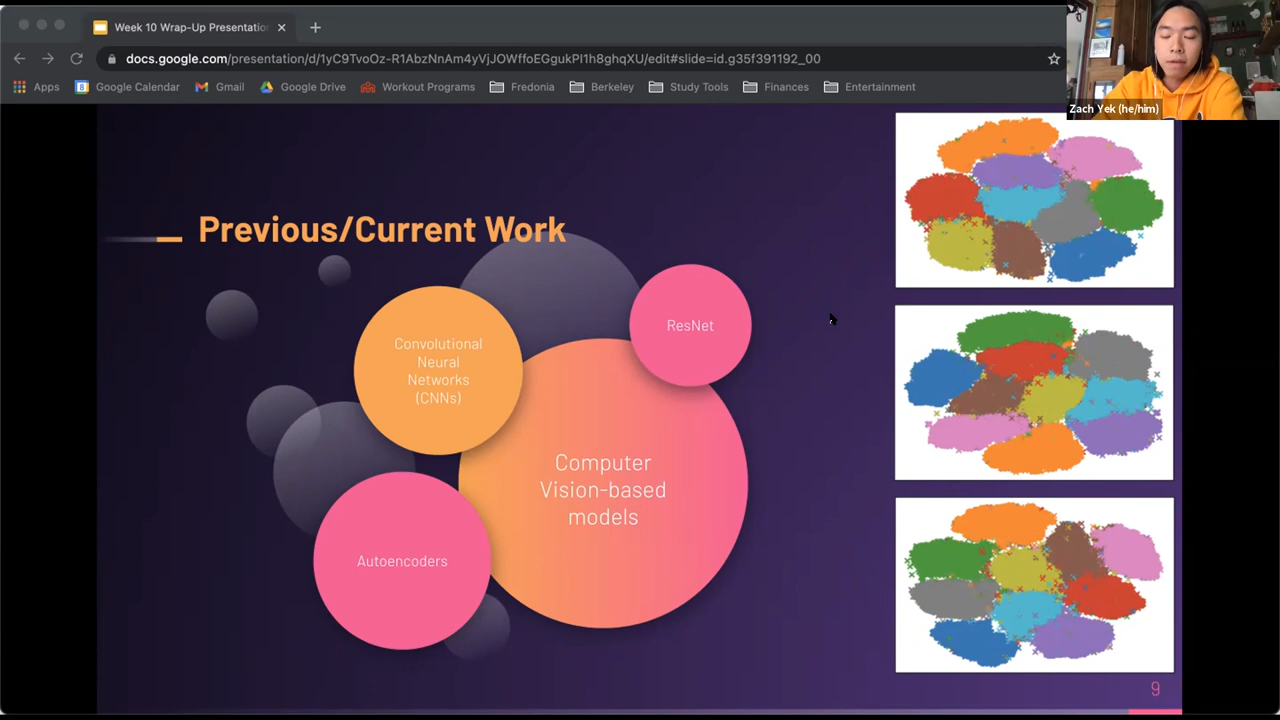 Week 10 Wrap-Up Presentatio
docs.google.com/presentation/d/1yC9TvoOz-R1AbzNnAm4yVjJOWffoEGgukPI1h8ghqXU/edit#slide=id.g35f391192_00
Apps
8
Google Calendar
Gmail
Google Drive
Workout Programs
Fredonia
Berkeley
Study Tools
Finances
Entertainment
Zach Yek (he/him)
Previous/Current Work
ResNet
Convolutional
Neural
Networks
(CNNs)
Computer
Vision-based
models
Autoencoders
9